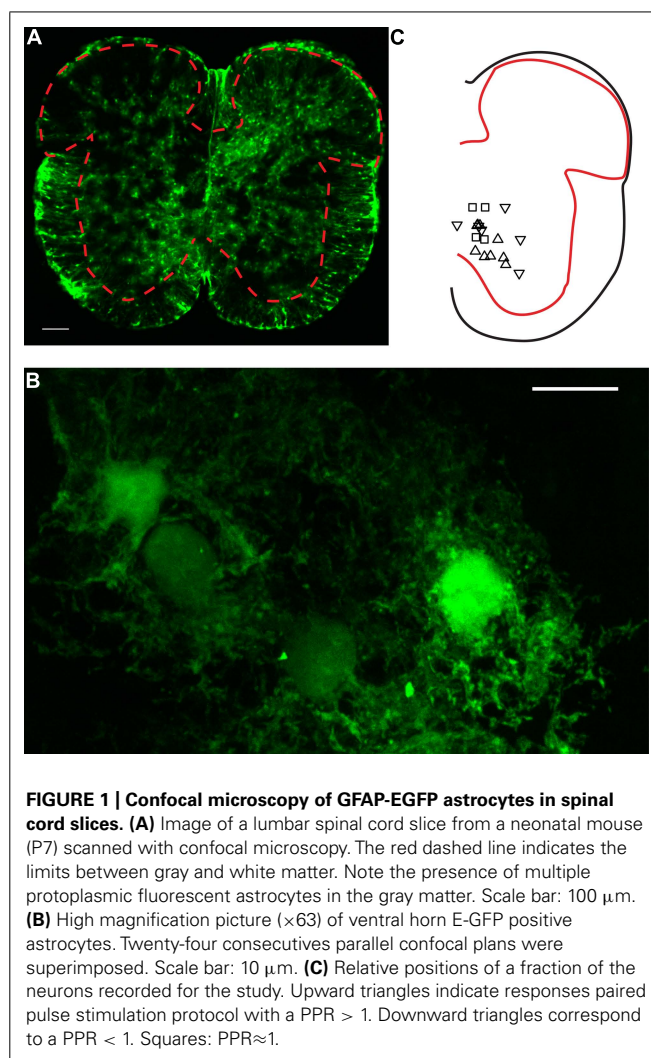 A
C
B
FIGURE 1 | Confocal microscopy of GFAP-EGFP astrocytes in spinal
cord slices. (A) Image of a lumbar spinal cord slice from a neonatal mouse
(P7) scanned with confocal microscopy. The red dashed line indicates the
limits between gray and white matter. Note the presence of multiple
protoplasmic fluorescent astrocytes in the gray matter. Scale bar: 100 μm.
(B) High magnification picture (×63) of ventral horn E-GFP positive
astrocytes. Twenty-four consecutives parallel confocal plans were
superimposed. Scale bar: 10 μm. (C) Relative positions of a fraction of the
neurons recorded for the study. Upward triangles indicate responses paired
pulse stimulation protocol with a PPR > 1. Downward triangles correspond
to a PPR < 1. Squares: PPR≈1.